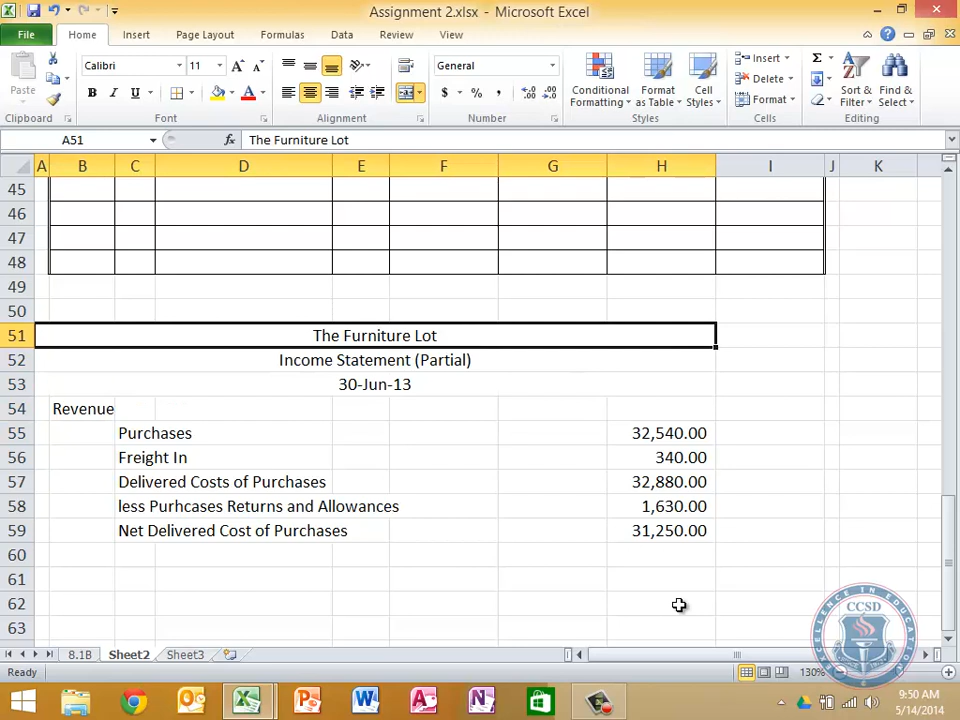 Assignment 2.xlsx - Microsoft Excel
File Home Insert Page Layout Formulas Data Review View
Paste Calibri 11 A A General Conditional Formatting Format as Table Cell Styles Insert Delete Format Sort & Filter Find & Select
B I U A $ % ,
Clipboard Font Alignment Number Styles Cells Editing
A51 fx The Furniture Lot
A B C D E F G H I J K
45
46
47
48
49
50
51 The Furniture Lot
52 Income Statement (Partial)
53 30-Jun-13
54 Revenue
55 Purchases 32,540.00
56 Freight In 340.00
57 Delivered Costs of Purchases 32,880.00
58 less Purhcases Returns and Allowances 1,630.00
59 Net Delivered Cost of Purchases 31,250.00
60
61
62
63
8.1B Sheet2 Sheet3
Ready 130%
CCSD
EXCELLENCE IN EDUCATION
9:50 AM
5/14/2014